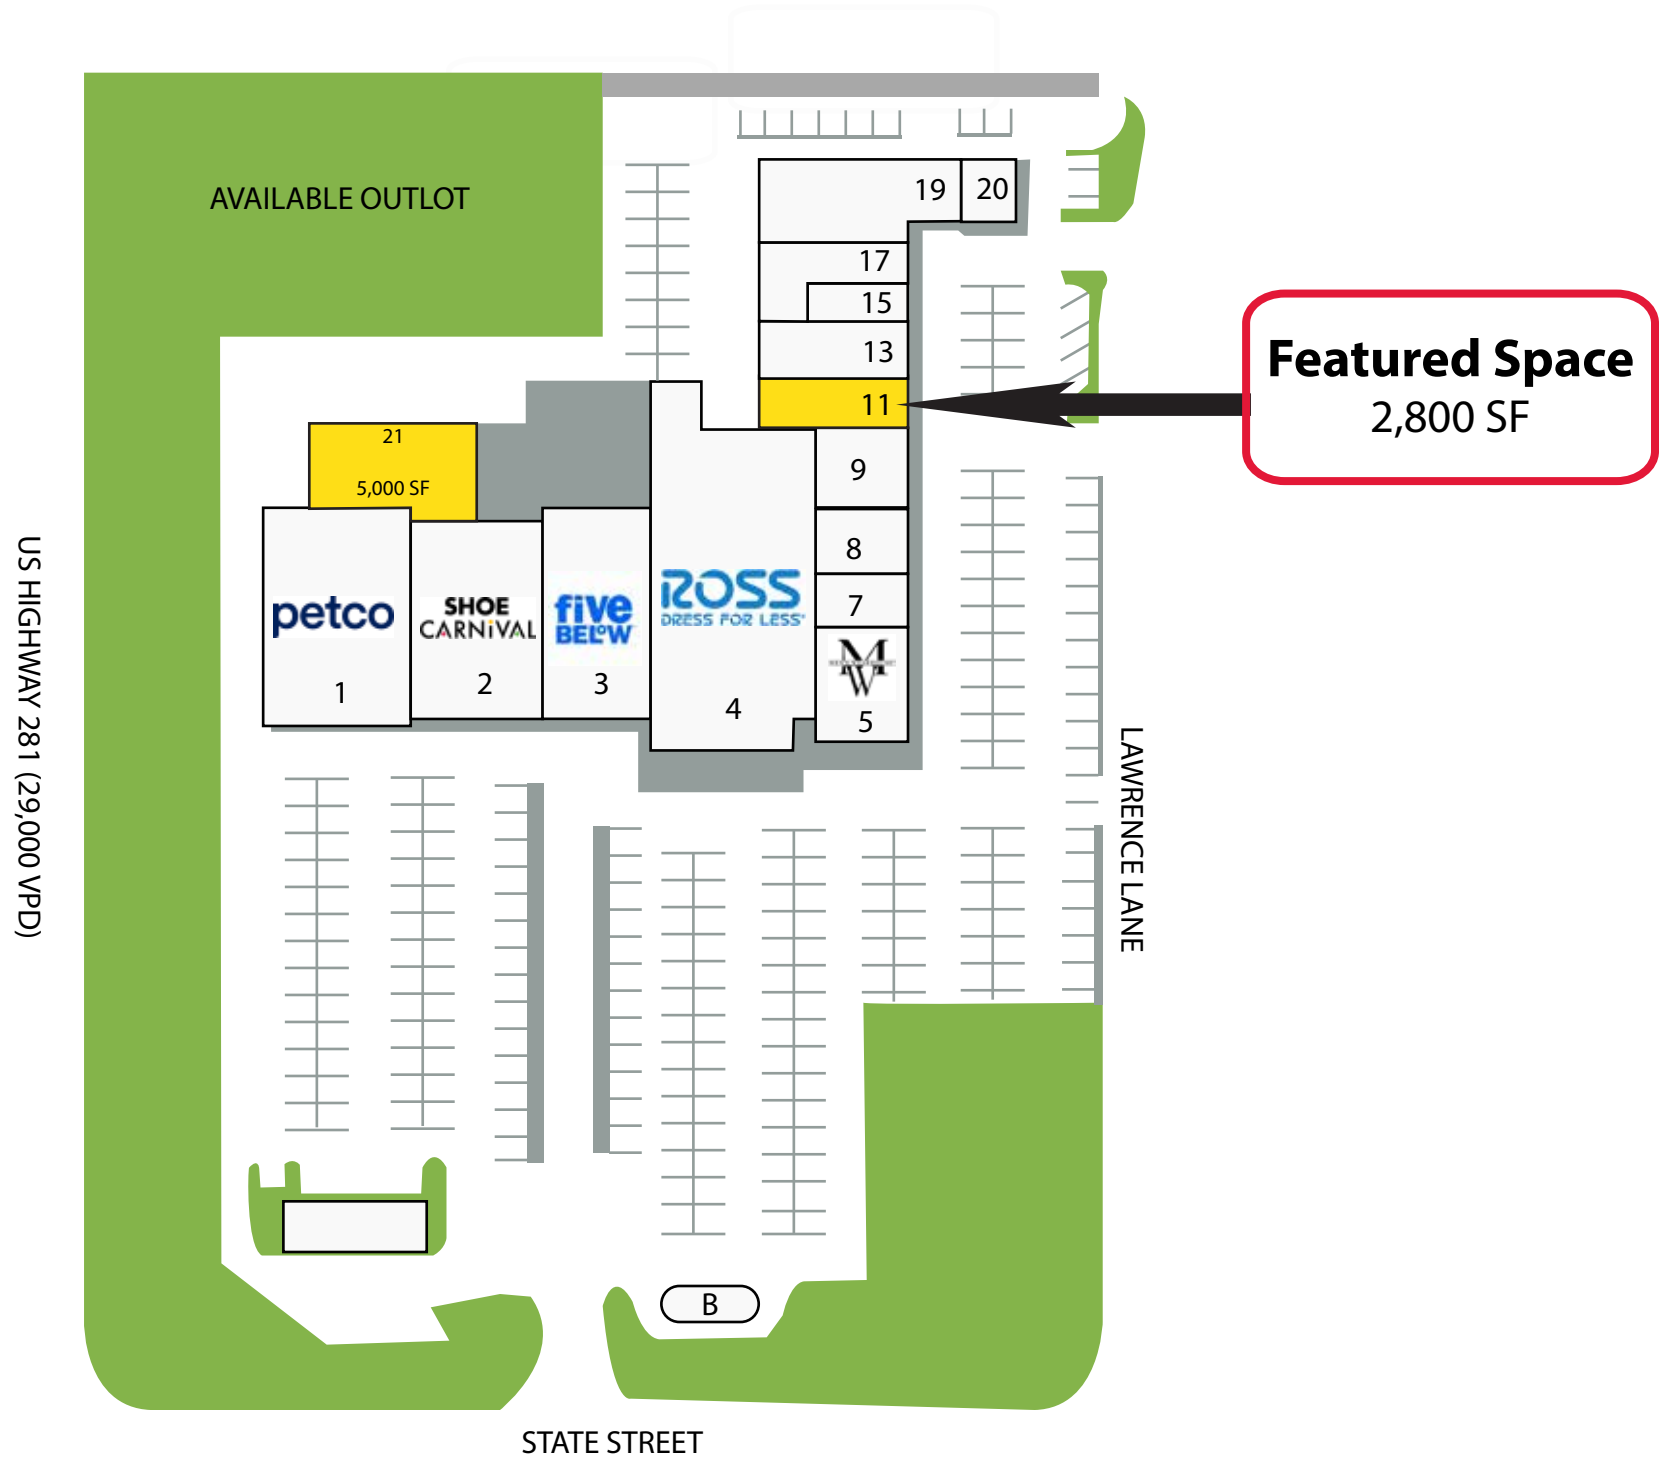 AVAILABLE OUTLOT
19
20
17
15
13
11
Featured Space
2,800 SF
21
5,000 SF
9
8
7
petco
1
SHOE
CARNiVAL
2
five
BELOW
3
ROSS
DRESS FOR LESS
4
MW
5
US HIGHWAY 281 (29,000 VPD)
LAWRENCE LANE
B
STATE STREET